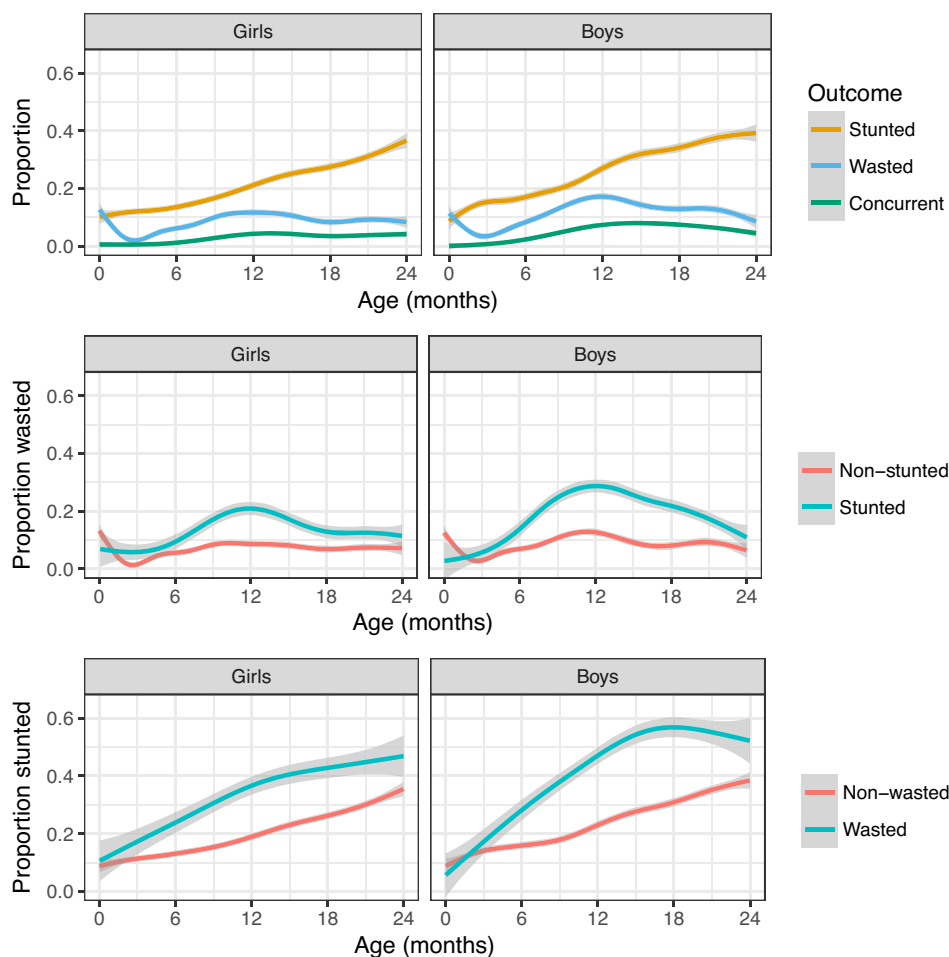 Girls Boys
Proportion
0.6
0.4
0.2
0.0
0 6 12 18 24 0 6 12 18 24
Age (months)
Outcome
Stunted
Wasted
Concurrent
Girls Boys
Proportion wasted
0.6
0.4
0.2
0.0
0 6 12 18 24 0 6 12 18 24
Age (months)
Non−stunted
Stunted
Girls Boys
Proportion stunted
0.6
0.4
0.2
0.0
0 6 12 18 24 0 6 12 18 24
Age (months)
Non−wasted
Wasted